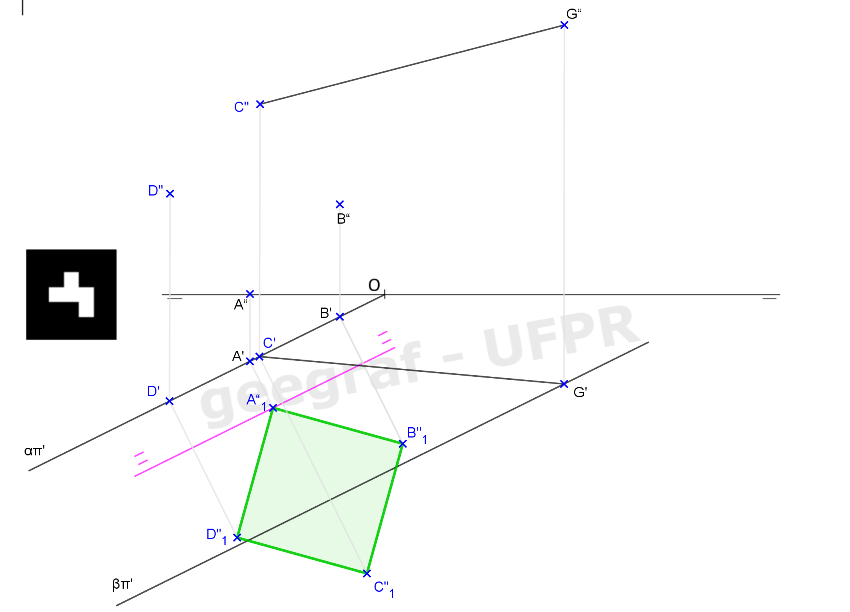 G“
C"
D"
B“
O
A“
B'
A'
C'
geegraf - UFPR
D'
G'
A“1
B"1
απ'
D"1
βπ'
C"1